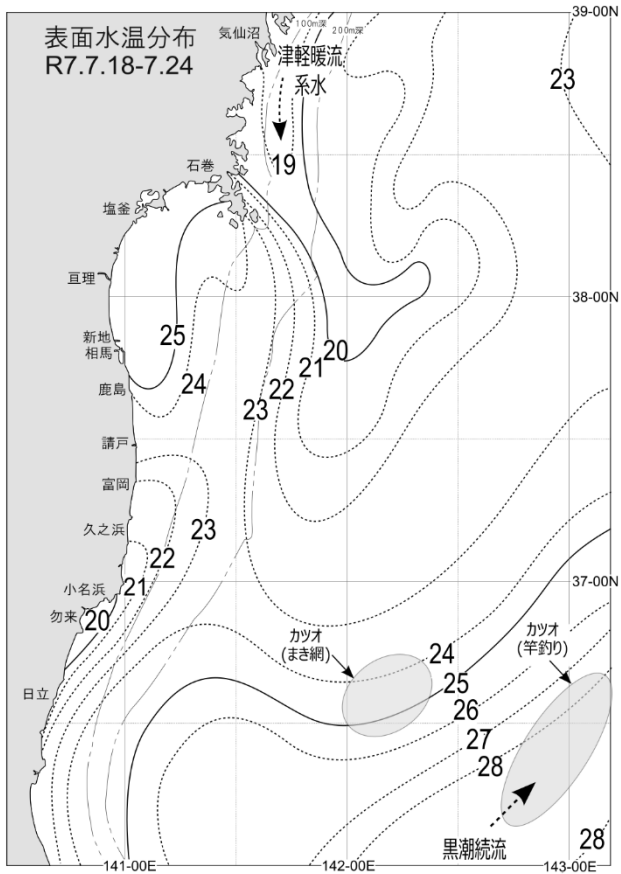 表面水温分布
R7.7.18-7.24
気仙沼
100m深
200m深
39-00N
津軽暖流
系水
23
19
石巻
塩釜
亘理
38-00N
新地
相馬
鹿島
25
24
20
21
22
23
請戸
富岡
久之浜
小名浜
勿来
日立
23
22
21
20
37-00N
カツオ
(まき網)
カツオ
(竿釣り)
24
25
26
27
28
黒潮続流
28
141-00E
142-00E
143-00E